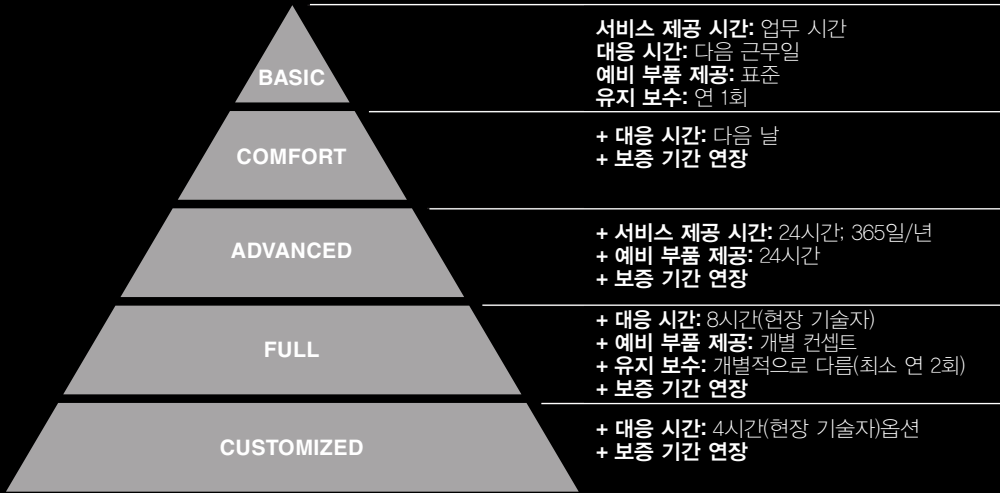 BASIC
서비스 제공 시간: 업무 시간
대응 시간: 다음 근무일
예비 부품 제공: 표준
유지 보수: 연 1회
COMFORT
+ 대응 시간: 다음 날
+ 보증 기간 연장
ADVANCED
+ 서비스 제공 시간: 24시간; 365일/년
+ 예비 부품 제공: 24시간
+ 보증 기간 연장
FULL
+ 대응 시간: 8시간(현장 기술자)
+ 예비 부품 제공: 개별 컨셉트
+ 유지 보수: 개별적으로 다름(최소 연 2회)
+ 보증 기간 연장
CUSTOMIZED
+ 대응 시간: 4시간(현장 기술자)옵션
+ 보증 기간 연장